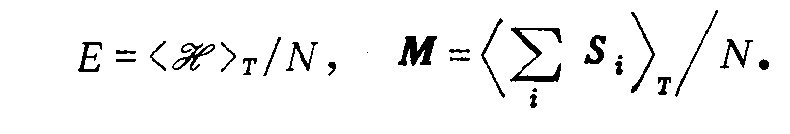 E = <ℋ>_T / N ,   M = ⟨ ∑_i S_i ⟩_T / N.